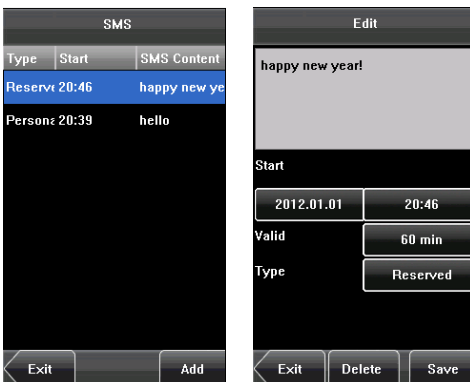 SMS
Type Start SMS Content
Reserve 20:46 happy new ye
Persona 20:39 hello
Exit Add
Edit
happy new year!
Start
2012.01.01 20:46
Valid 60 min
Type Reserved
Exit Delete Save